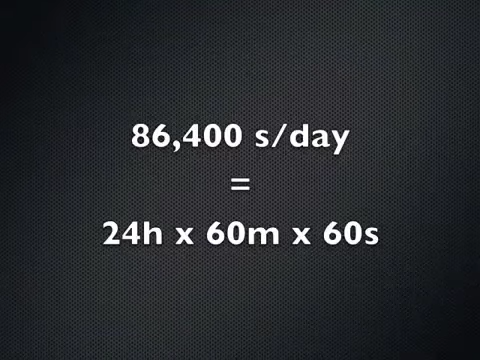 86,400 s/day
=
24h x 60m x 60s